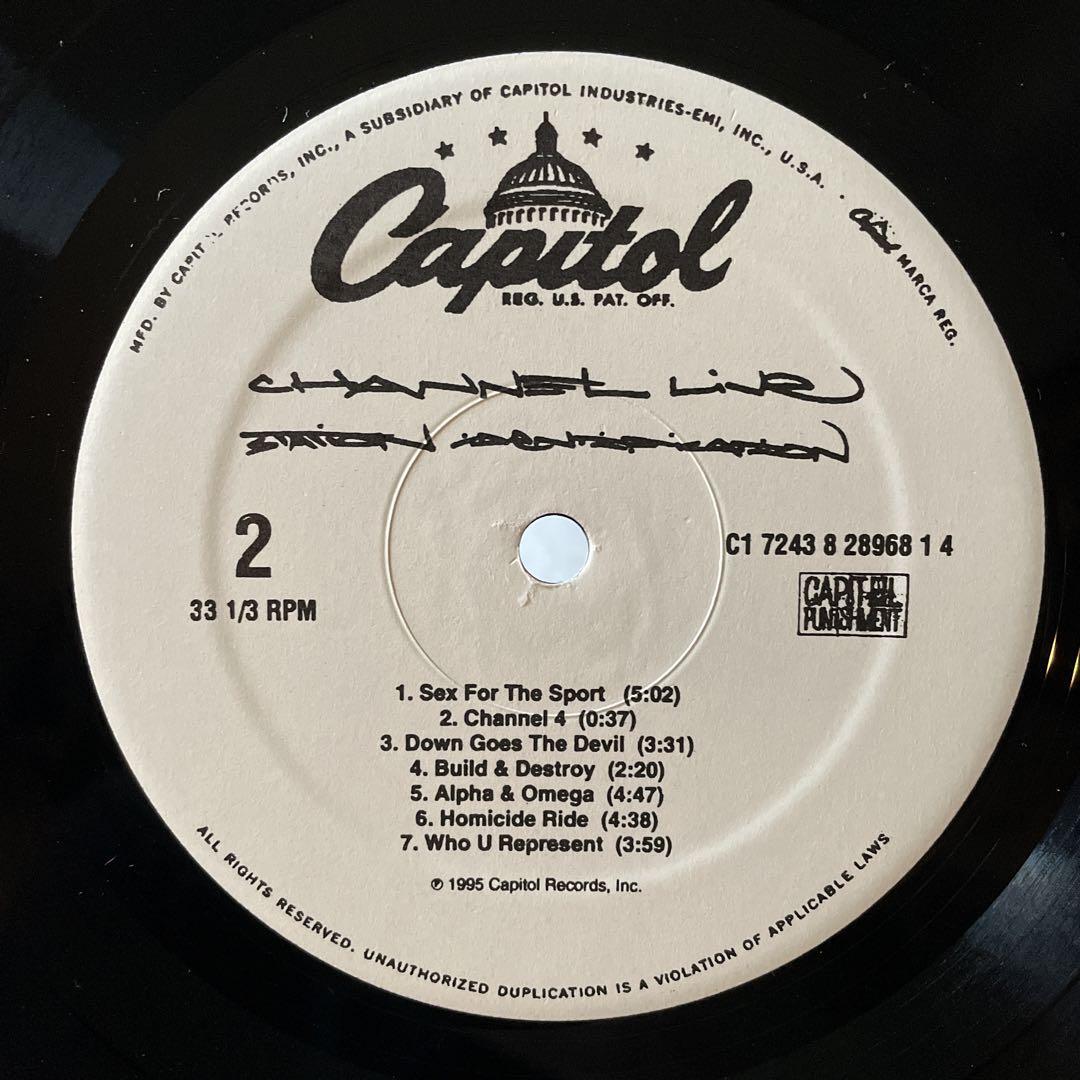 MFD. BY CAPITOL RECORDS, INC., A SUBSIDIARY OF CAPITOL INDUSTRIES-EMI, INC., U.S.A. . Capitol MARCA REG.
Capitol
REG. U.S. PAT. OFF.
CHANNEL LIVE
STATION IDENTIFICATION
2
33 1/3 RPM
C1 7243 8 28968 1 4
CAPITOL
PUNISHMENT
1. Sex For The Sport (5:02)
2. Channel 4 (0:37)
3. Down Goes The Devil (3:31)
4. Build & Destroy (2:20)
5. Alpha & Omega (4:47)
6. Homicide Ride (4:38)
7. Who U Represent (3:59)
℗ 1995 Capitol Records, Inc.
ALL RIGHTS RESERVED. UNAUTHORIZED DUPLICATION IS A VIOLATION OF APPLICABLE LAWS